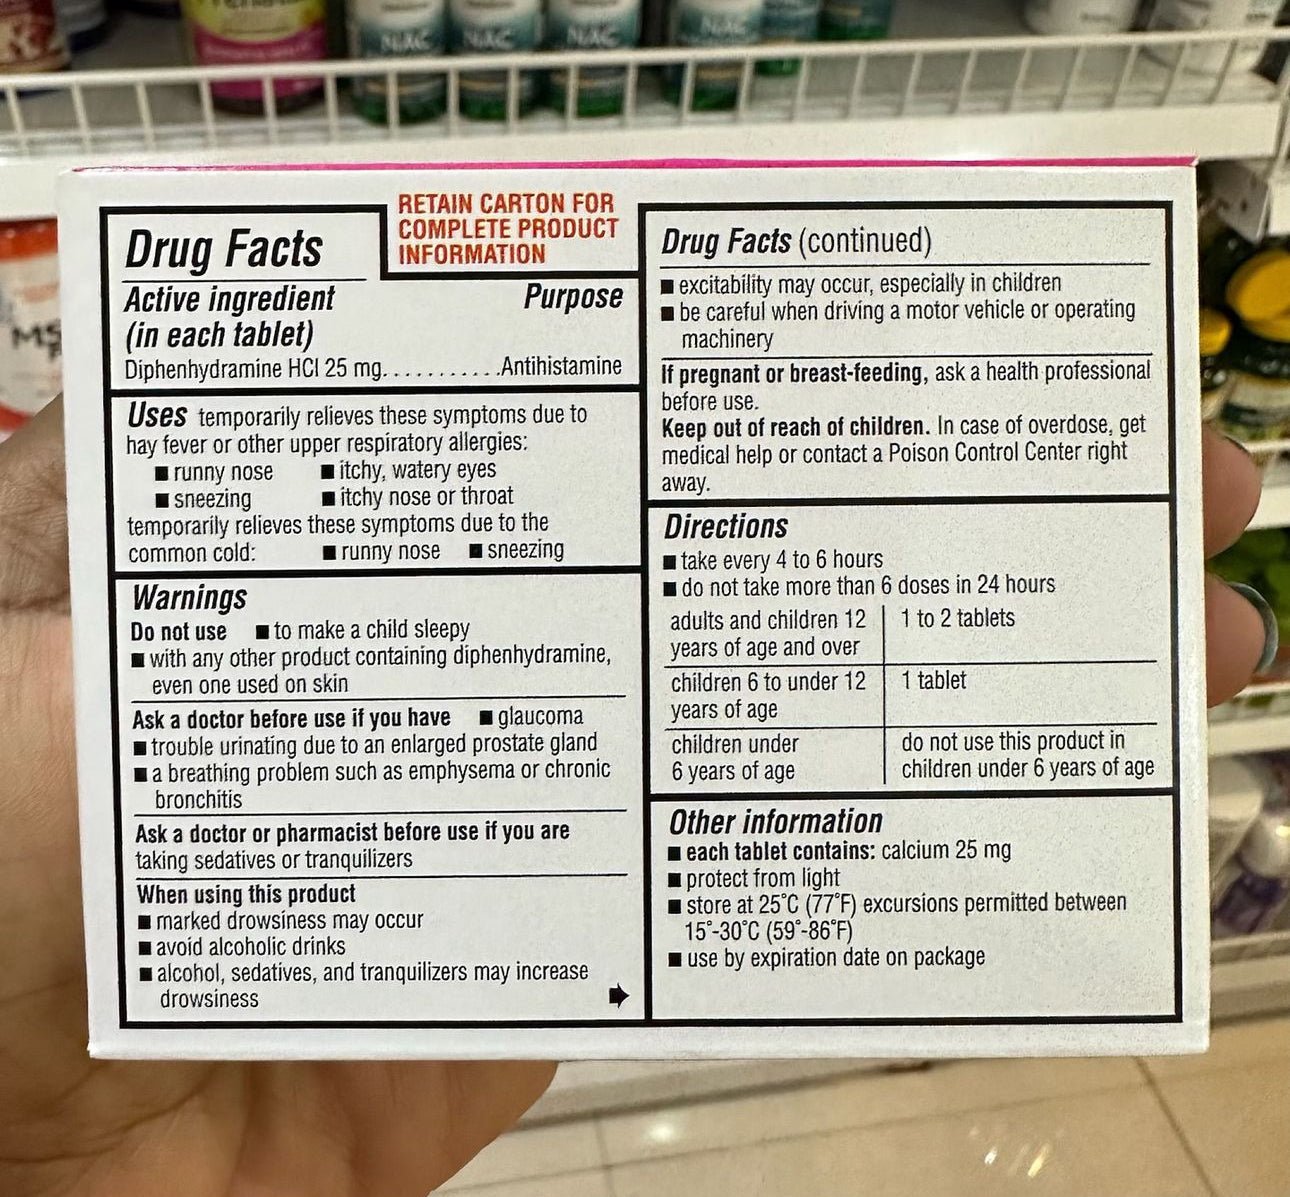 NAC
NAC
NAC
NAC
RETAIN CARTON FOR
COMPLETE PRODUCT
INFORMATION
Drug Facts
Active ingredient Purpose
(in each tablet)
Diphenhydramine HCl 25 mg...........Antihistamine
Uses temporarily relieves these symptoms due to
hay fever or other upper respiratory allergies:
■ runny nose ■ itchy, watery eyes
■ sneezing ■ itchy nose or throat
temporarily relieves these symptoms due to the
common cold: ■ runny nose ■ sneezing
Warnings
Do not use ■ to make a child sleepy
■ with any other product containing diphenhydramine,
even one used on skin
Ask a doctor before use if you have ■ glaucoma
■ trouble urinating due to an enlarged prostate gland
■ a breathing problem such as emphysema or chronic
bronchitis
Ask a doctor or pharmacist before use if you are
taking sedatives or tranquilizers
When using this product
■ marked drowsiness may occur
■ avoid alcoholic drinks
■ alcohol, sedatives, and tranquilizers may increase
drowsiness
Drug Facts (continued)
■ excitability may occur, especially in children
■ be careful when driving a motor vehicle or operating
machinery
If pregnant or breast-feeding, ask a health professional
before use.
Keep out of reach of children. In case of overdose, get
medical help or contact a Poison Control Center right
away.
Directions
■ take every 4 to 6 hours
■ do not take more than 6 doses in 24 hours
adults and children 12 1 to 2 tablets
years of age and over
children 6 to under 12 1 tablet
years of age
children under do not use this product in
6 years of age children under 6 years of age
Other information
■ each tablet contains: calcium 25 mg
■ protect from light
■ store at 25°C (77°F) excursions permitted between
15°-30°C (59°-86°F)
■ use by expiration date on package